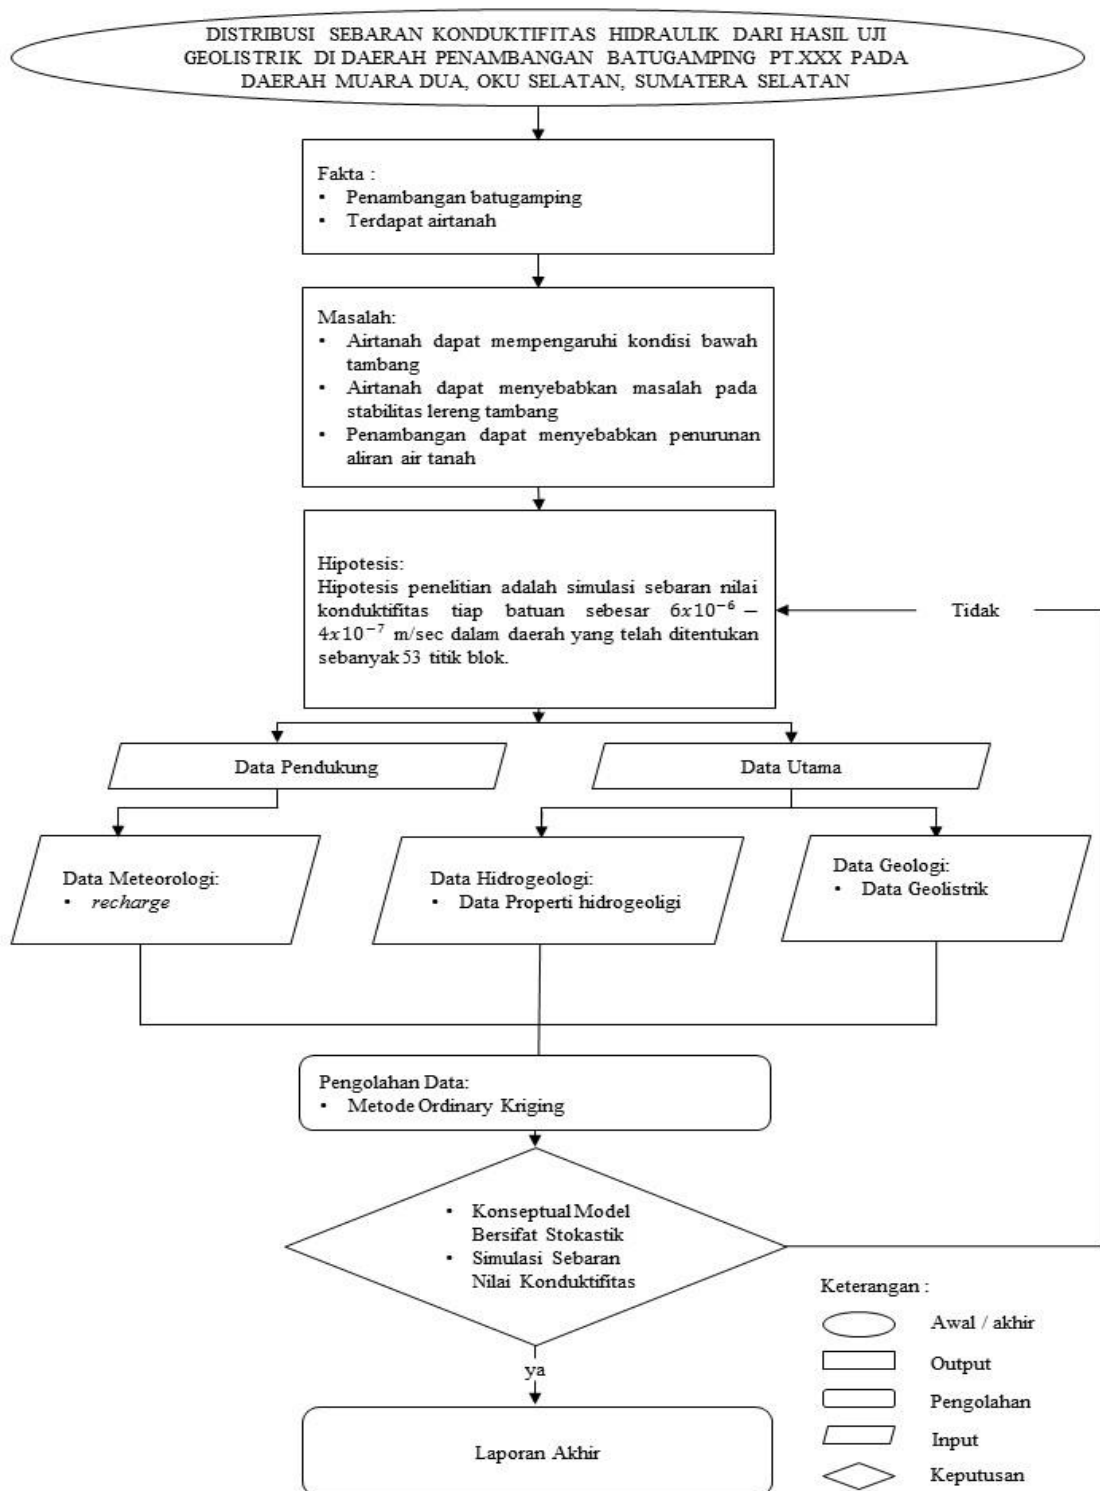 DISTRIBUSI SEBARAN KONDUKTIFITAS HIDRAULIK DARI HASIL UJI
GEOLISTRIK DI DAERAH PENAMBANGAN BATUGAMPING PT.XXX PADA
DAERAH MUARA DUA, OKU SELATAN, SUMATERA SELATAN
Fakta :
• Penambangan batugamping
• Terdapat airtanah
Masalah:
• Airtanah dapat mempengaruhi kondisi bawah
tambang
• Airtanah dapat menyebabkan masalah pada
stabilitas lereng tambang
• Penambangan dapat menyebabkan penurunan
aliran air tanah
Hipotesis:
Hipotesis penelitian adalah simulasi sebaran nilai
konduktifitas tiap batuan sebesar 6x10⁻⁶ –
4x10⁻⁷ m/sec dalam daerah yang telah ditentukan
sebanyak 53 titik blok.
Tidak
Data Pendukung
Data Utama
Data Meteorologi:
• recharge
Data Hidrogeologi:
• Data Properti hidrogeoligi
Data Geologi:
• Data Geolistrik
Pengolahan Data:
• Metode Ordinary Kriging
• Konseptual Model
Bersifat Stokastik
• Simulasi Sebaran
Nilai Konduktifitas
ya
Laporan Akhir
Keterangan :
Awal / akhir
Output
Pengolahan
Input
Keputusan